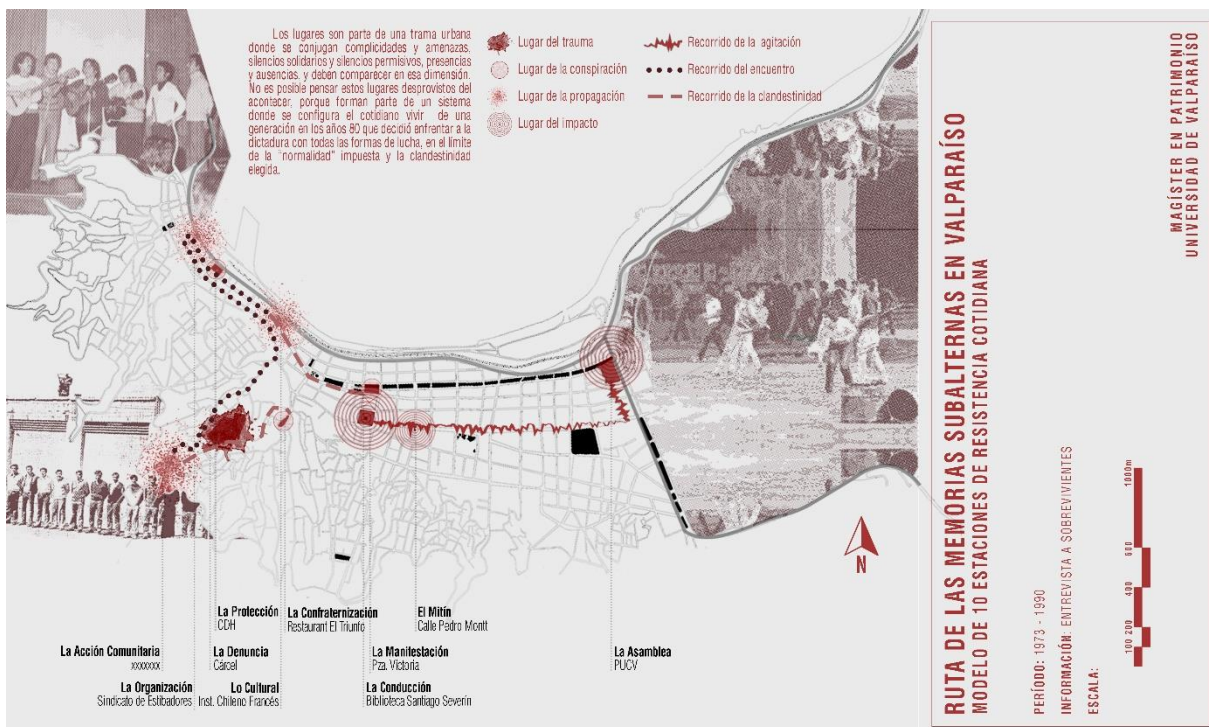 Los lugares son parte de una trama urbana
donde se conjugan complicidades y amenazas,
silencios solidarios y silencios permisivos, presencias
y ausencias, y deben comparecer en esa dimensión.
No es posible pensar estos lugares desprovistos del
acontecer, porque forman parte de un sistema
donde se configura el cotidiano vivir de una
generación en los años 80 que decidió enfrentar a la
dictadura con todas las formas de lucha, en el límite
de la "normalidad" impuesta y la clandestinidad
elegida.
Lugar del trauma
Lugar de la conspiración
Lugar de la propagación
Lugar del impacto
Recorrido de la agitación
Recorrido del encuentro
Recorrido de la clandestinidad
N
La Protección
CDH
La Confraternización
Restaurant El Triunfo
El Mitín
Calle Pedro Montt
La Acción Comunitaria
xxxxxxx
La Denuncia
Cárcel
La Manifestación
Pza. Victoria
La Asamblea
PUCV
La Organización
Sindicato de Estibadores
Lo Cultural
Inst. Chileno Francés
La Conducción
Biblioteca Santiago Severín
RUTA DE LAS MEMORIAS SUBALTERNAS EN VALPARAÍSO
MODELO DE 10 ESTACIONES DE RESISTENCIA COTIDIANA
PERÍODO: 1973 - 1990
INFORMACIÓN: ENTREVISTA A SOBREVIVIENTES
ESCALA:
100 200 400 600 1000m
MAGÍSTER EN PATRIMONIO
UNIVERSIDAD DE VALPARAÍSO